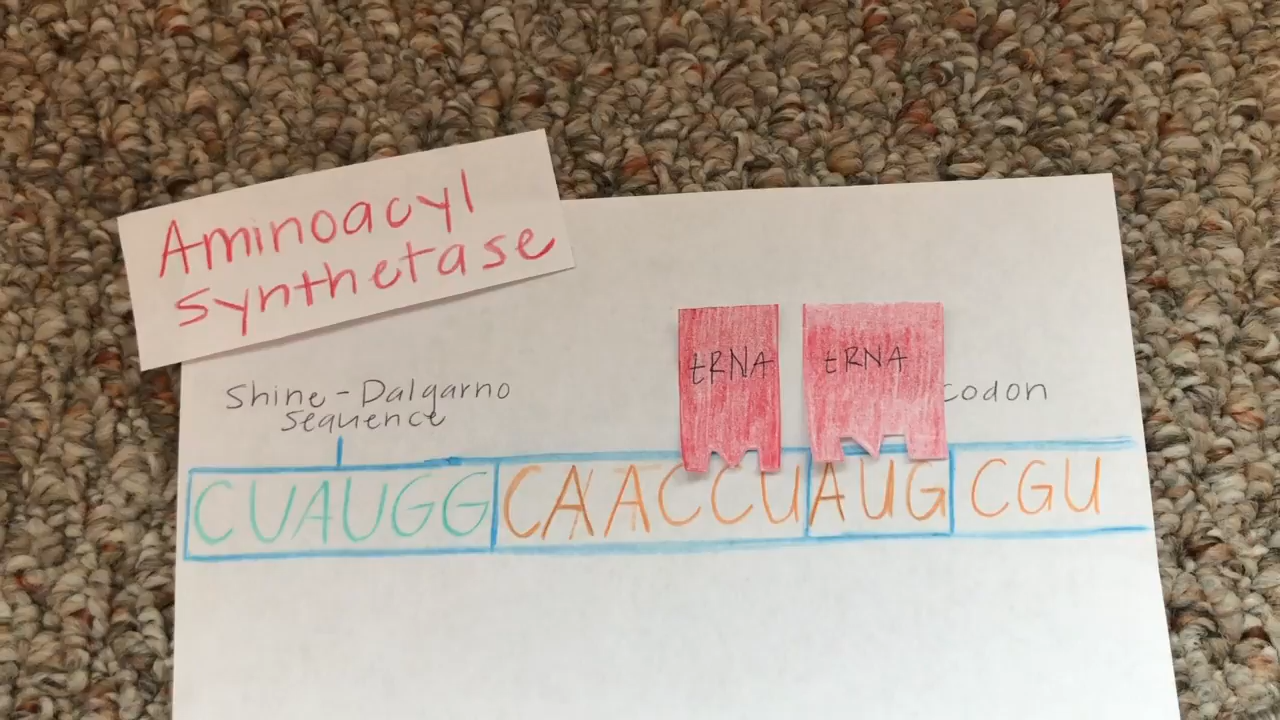 Aminoacyl
synthetase
Shine-Dalgarno
Sequence
tRNA
tRNA
codon
CUAUGG CAACCU AUG CGU